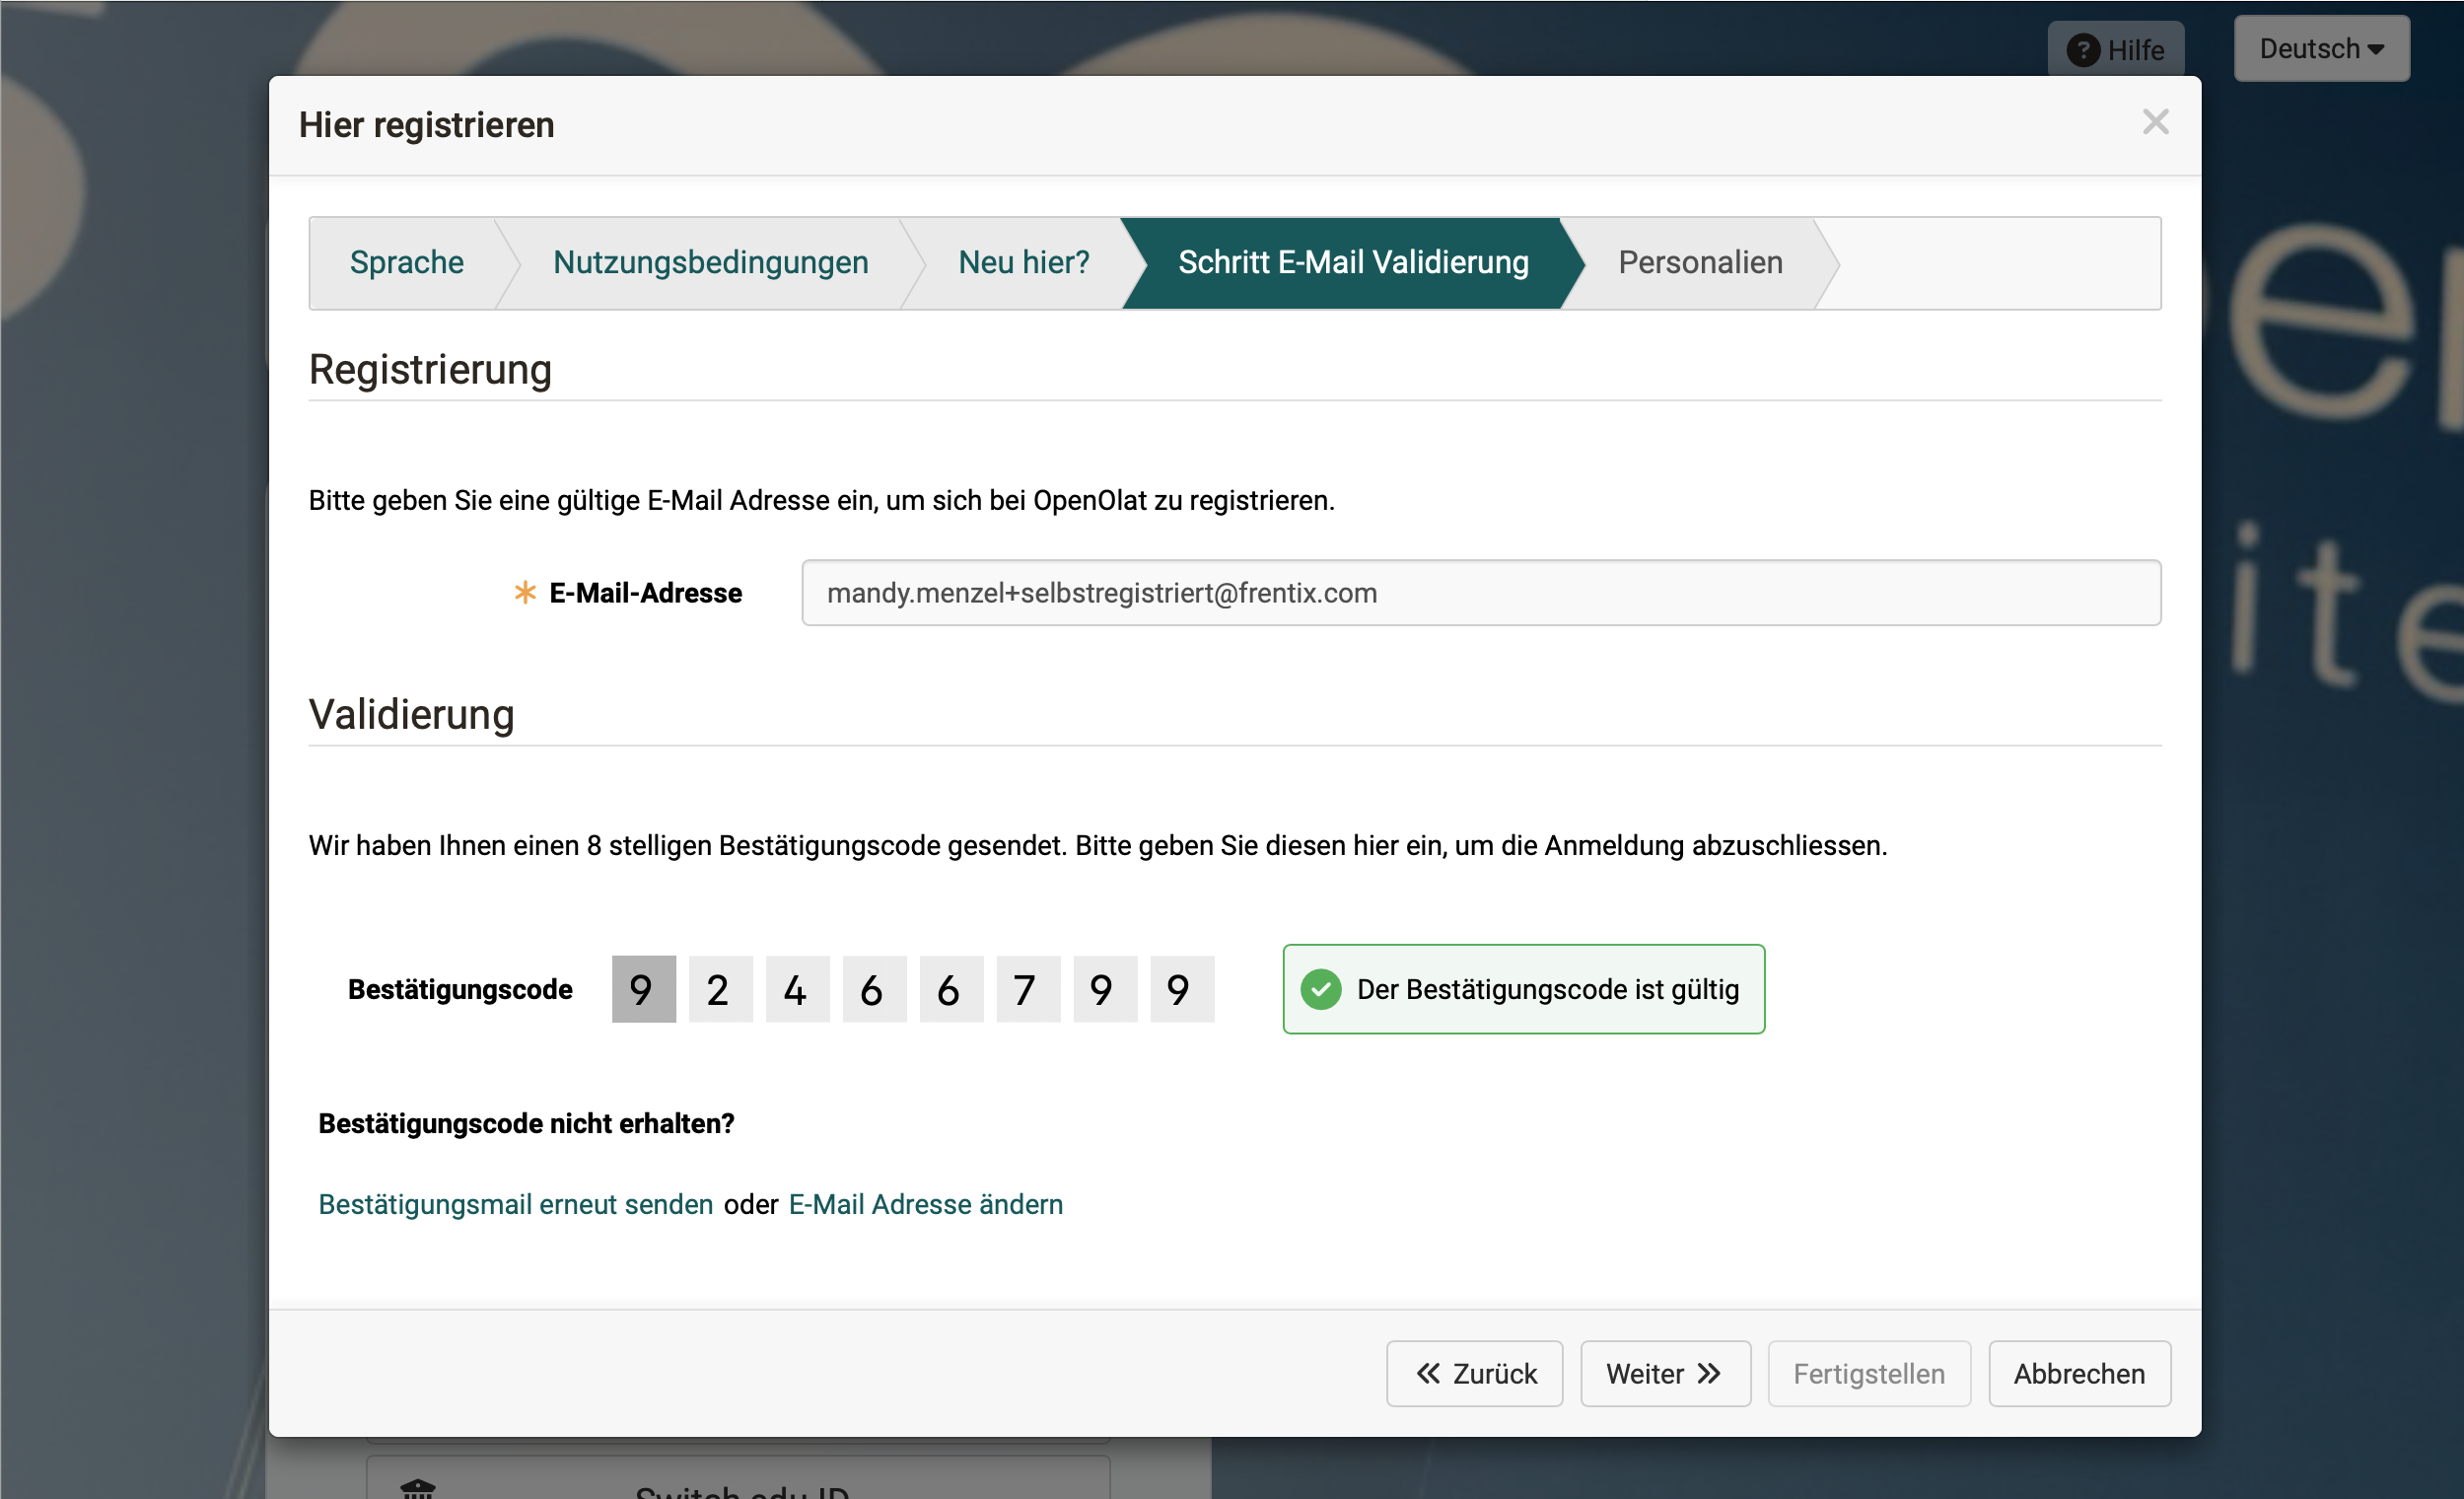 Hilfe
Deutsch
Hier registrieren
Sprache
Nutzungsbedingungen
Neu hier?
Schritt E-Mail Validierung
Personalien
Registrierung
Bitte geben Sie eine gültige E-Mail Adresse ein, um sich bei OpenOlat zu registrieren.
E-Mail-Adresse
mandy.menzel+selbstregistriert@frentix.com
Validierung
Wir haben Ihnen einen 8 stelligen Bestätigungscode gesendet. Bitte geben Sie diesen hier ein, um die Anmeldung abzuschliessen.
Bestätigungscode 9 2 4 6 6 7 9 9
Der Bestätigungscode ist gültig
Bestätigungscode nicht erhalten?
Bestätigungsmail erneut senden oder E-Mail Adresse ändern
Zurück
Weiter
Fertigstellen
Abbrechen
Switch edu-ID